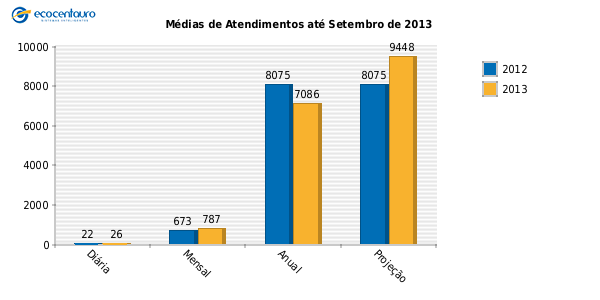 ecocentauro
Médias de Atendimentos até Setembro de 2013
10000
8000
6000
4000
2000
0
22
26
673
787
8075
7086
8075
9448
Diária
Mensal
Anual
Projeção
2012
2013